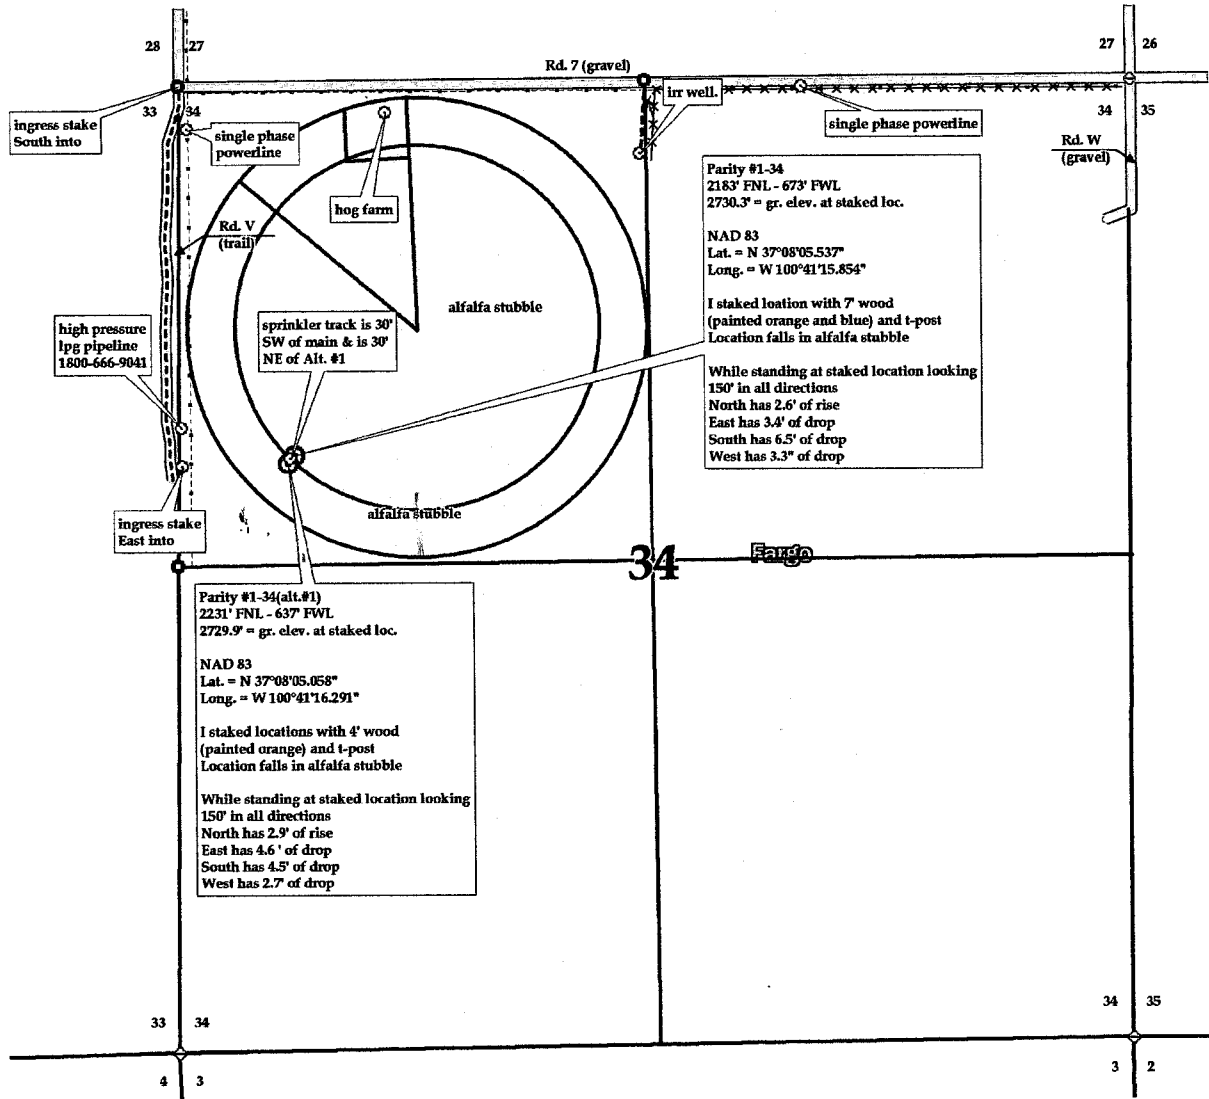 28 27
27 26
Rd. 7 (gravel)
irr well.
33 34
34 35
ingress stake
South into
single phase
powerline
single phase powerline
Rd. W
(gravel)
hog farm
Rd. V
(trail)
Parity #1-34
2183' FNL - 673' FWL
2730.3' = gr. elev. at staked loc.
NAD 83
Lat. = N 37°08'05.537"
Long. = W 100°41'15.854"
I staked loation with 7' wood
(painted orange and blue) and t-post
Location falls in alfalfa stubble
While standing at staked location looking
150' in all directions
North has 2.6' of rise
East has 3.4' of drop
South has 6.5' of drop
West has 3.3" of drop
alfalfa stubble
sprinkler track is 30'
SW of main & is 30'
NE of Alt. #1
high pressure
lpg pipeline
1800-666-9041
alfalfa stubble
ingress stake
East into
34
Fargo
Parity #1-34(alt.#1)
2231' FNL - 637' FWL
2729.9' = gr. elev. at staked loc.
NAD 83
Lat. = N 37°08'05.058"
Long. = W 100°41'16.291"
I staked locations with 4' wood
(painted orange) and t-post
Location falls in alfalfa stubble
While standing at staked location looking
150' in all directions
North has 2.9' of rise
East has 4.6 ' of drop
South has 4.5' of drop
West has 2.7' of drop
33 34
34 35
4 3
3 2